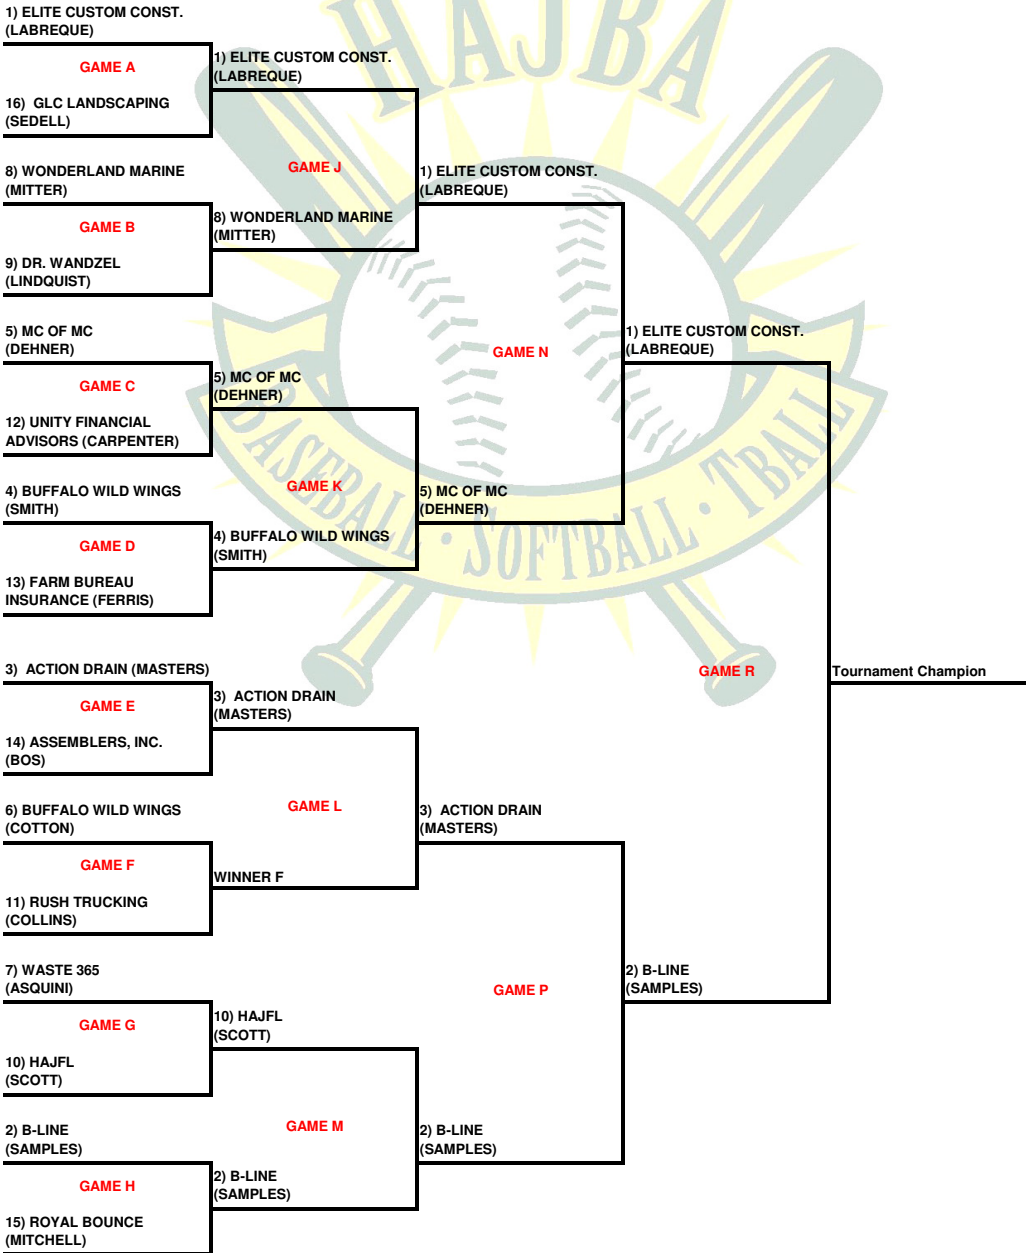 HAJBA
1) ELITE CUSTOM CONST.
(LABREQUE)
GAME A
1) ELITE CUSTOM CONST.
(LABREQUE)
16)  GLC LANDSCAPING
(SEDELL)
8) WONDERLAND MARINE
(MITTER)
GAME J
1) ELITE CUSTOM CONST.
(LABREQUE)
GAME B
8) WONDERLAND MARINE
(MITTER)
9) DR. WANDZEL
(LINDQUIST)
5) MC OF MC
(DEHNER)
GAME N
1) ELITE CUSTOM CONST.
(LABREQUE)
GAME C
5) MC OF MC
(DEHNER)
12) UNITY FINANCIAL
ADVISORS (CARPENTER)
4) BUFFALO WILD WINGS
(SMITH)
GAME K
5) MC OF MC
(DEHNER)
GAME D
4) BUFFALO WILD WINGS
(SMITH)
13) FARM BUREAU
INSURANCE (FERRIS)
BASEBALL · SOFTBALL · TBALL
3)  ACTION DRAIN (MASTERS)
GAME R
Tournament Champion
GAME E
3)  ACTION DRAIN
(MASTERS)
14) ASSEMBLERS, INC.
(BOS)
6) BUFFALO WILD WINGS
(COTTON)
GAME L
3)  ACTION DRAIN
(MASTERS)
GAME F
WINNER F
11) RUSH TRUCKING
(COLLINS)
7) WASTE 365
(ASQUINI)
GAME P
2) B-LINE
(SAMPLES)
GAME G
10) HAJFL
(SCOTT)
10) HAJFL
(SCOTT)
2) B-LINE
(SAMPLES)
GAME M
2) B-LINE
(SAMPLES)
GAME H
2) B-LINE
(SAMPLES)
15) ROYAL BOUNCE
(MITCHELL)